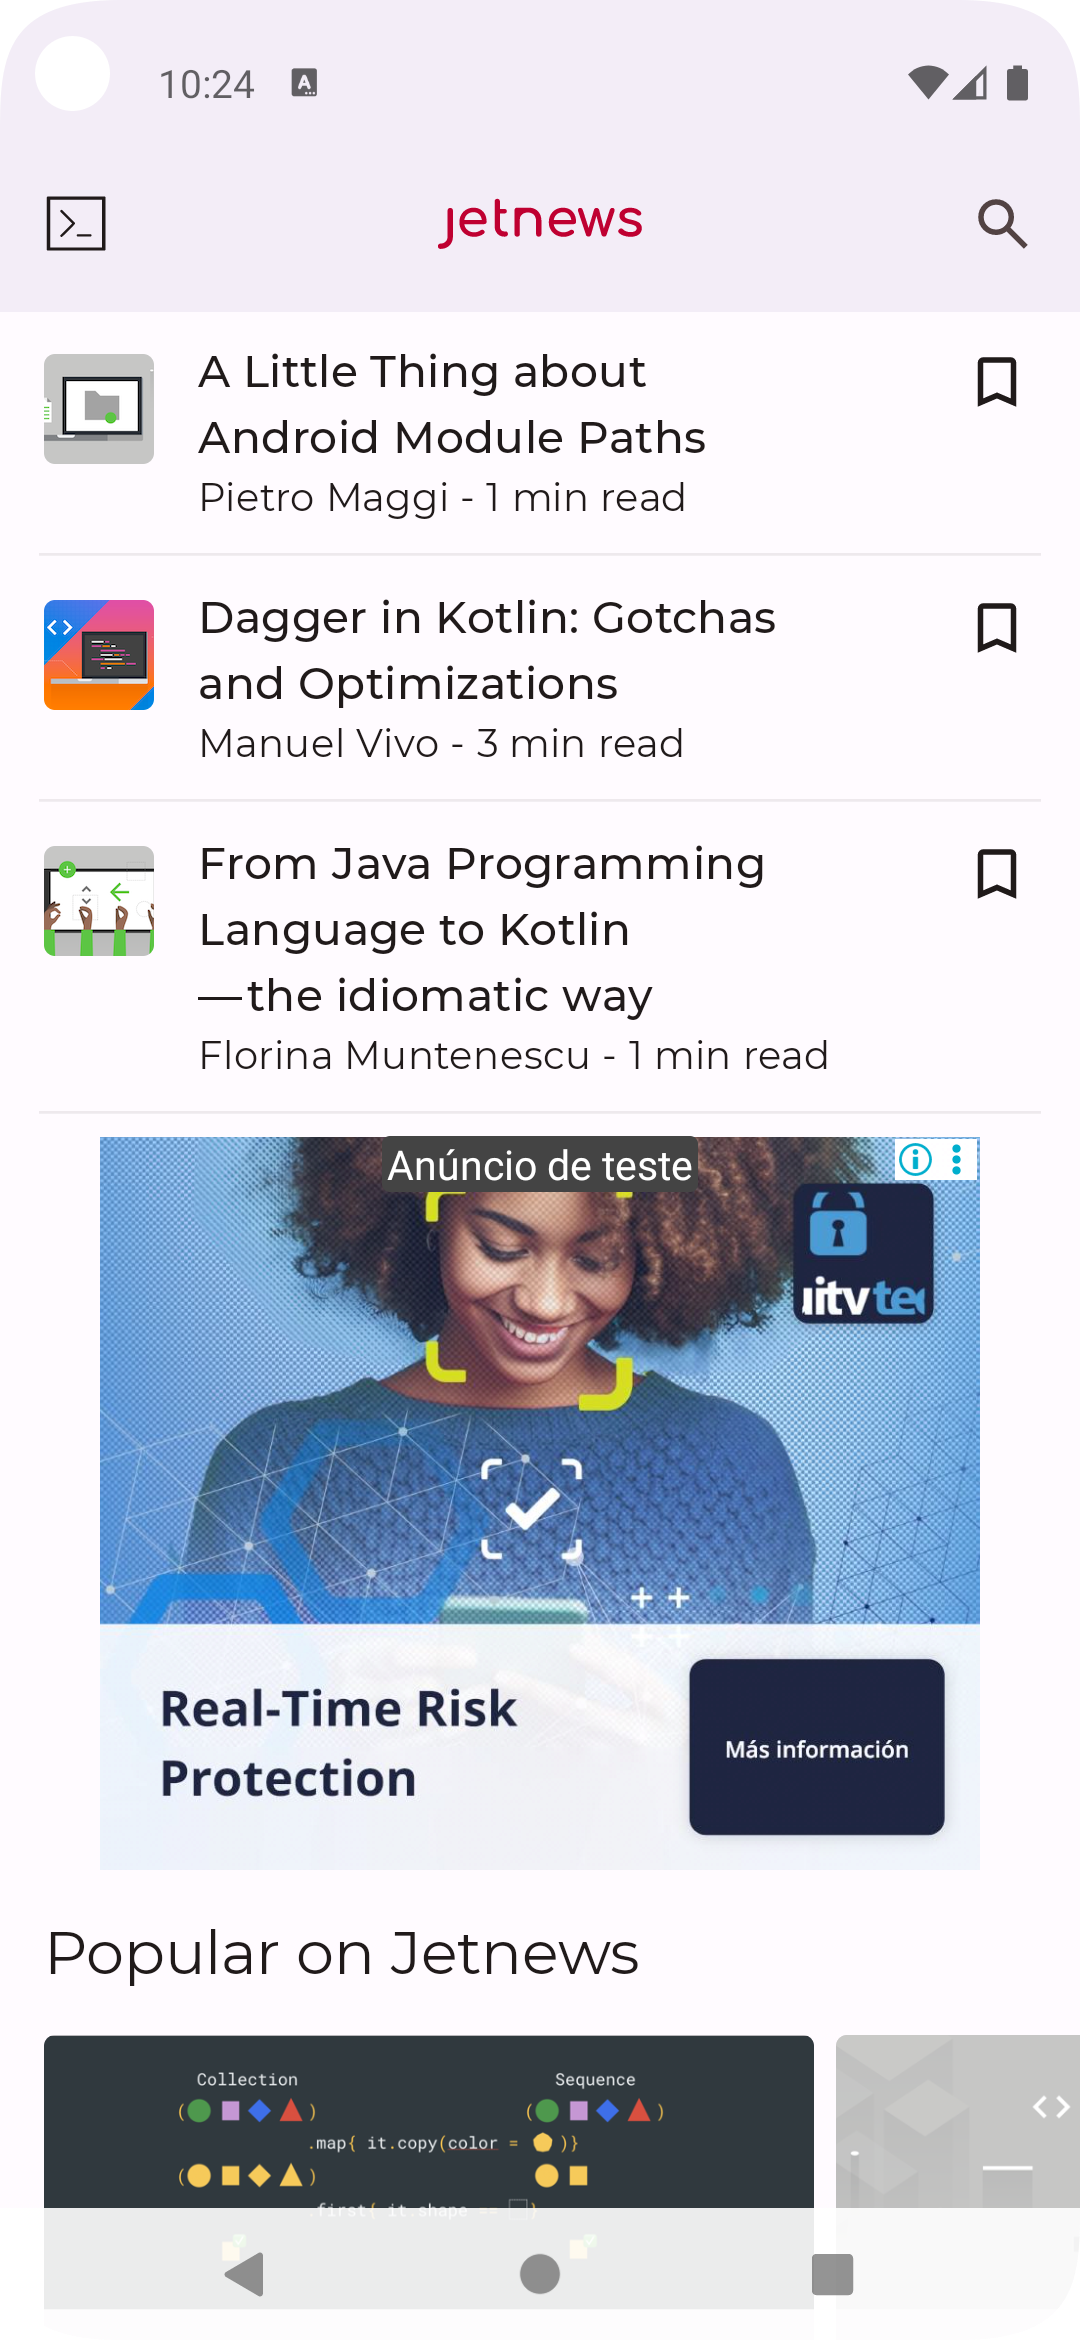 10:24
jetnews
A Little Thing about
Android Module Paths
Pietro Maggi - 1 min read
Dagger in Kotlin: Gotchas
and Optimizations
Manuel Vivo - 3 min read
From Java Programming
Language to Kotlin
—the idiomatic way
Florina Muntenescu - 1 min read
Anúncio de teste
Real-Time Risk
Protection
Más información
Popular on Jetnews
Collection
Sequence
.map{ it.copy(color = )}
.first{ it.shape == }